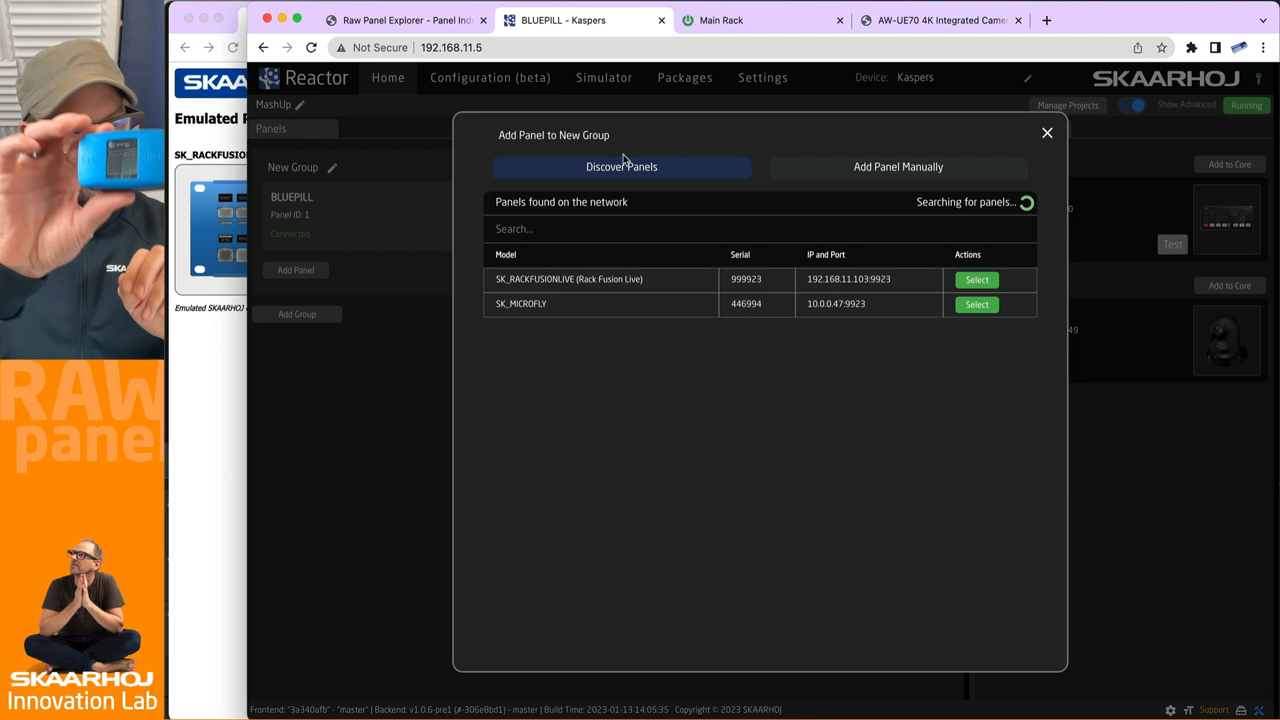 Raw Panel Explorer - Panel Ind
BLUEPILL - Kaspers
Main Rack
AW-UE70 4K Integrated Came
Not Secure
192.168.11.5
SKAA
Emulated
SK_RACKFUSIO
Emulated SKAARHOJ
SKA
Reactor
Home
Configuration (beta)
Simulator
Packages
Settings
Device:
Kaspers
SKAARHOJ
MashUp
Manage Projects
Show Advanced
Running
Panels
New Group
BLUEPILL
Panel ID: 1
Connected
Add Panel
Add Group
Add Panel to New Group
Discover Panels
Add Panel Manually
Panels found on the network
Searching for panels...
Search...
Model
Serial
IP and Port
Actions
SK_RACKFUSIONLIVE (Rack Fusion Live)
999923
192.168.11.103:9923
Select
SK_MICROFLY
446994
10.0.0.47:9923
Select
Add to Core
0
Test
Add to Core
49
RAW
panel
SKAARHOJ
Innovation Lab
Frontend: "3a340afb" - "master" | Backend: v1.0.6-pre1 (✗-306e8bd1) - master | Build Time: 2023-01-13 14:05:35 Copyright © 2023 SKAARHOJ
Support